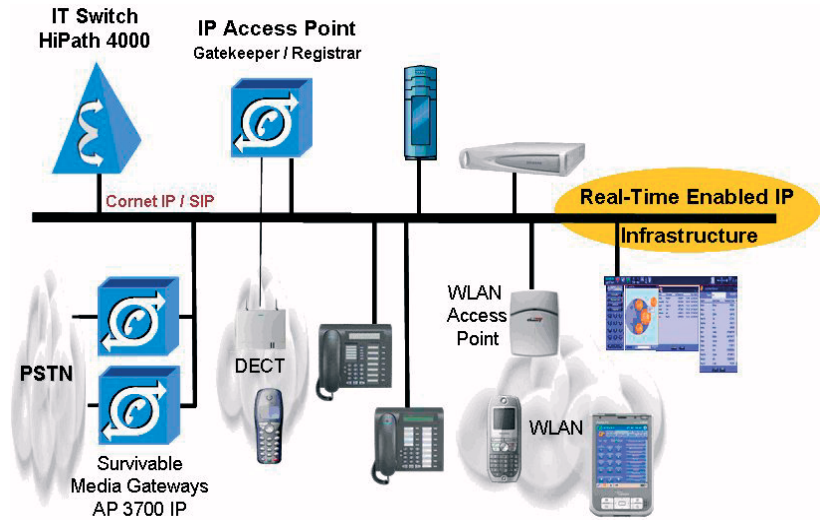 IT Switch
HiPath 4000
IP Access Point
Gatekeeper / Registrar
Cornet IP / SIP
Real-Time Enabled IP
Infrastructure
WLAN
Access
Point
PSTN
DECT
WLAN
Survivable
Media Gateways
AP 3700 IP